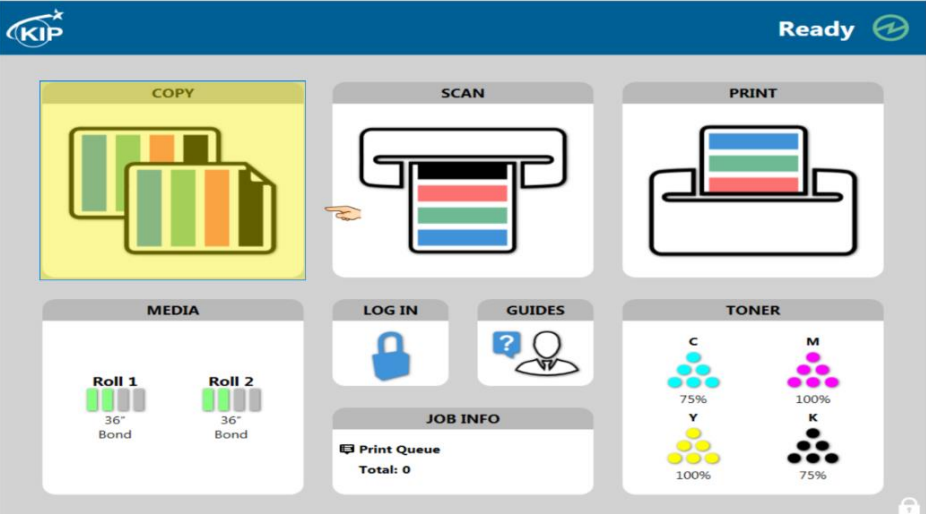 KIP
Ready
COPY
SCAN
PRINT
MEDIA
Roll 1
36"
Bond
Roll 2
36"
Bond
LOG IN
GUIDES
?
JOB INFO
Print Queue
Total: 0
TONER
C
75%
M
100%
Y
100%
K
75%